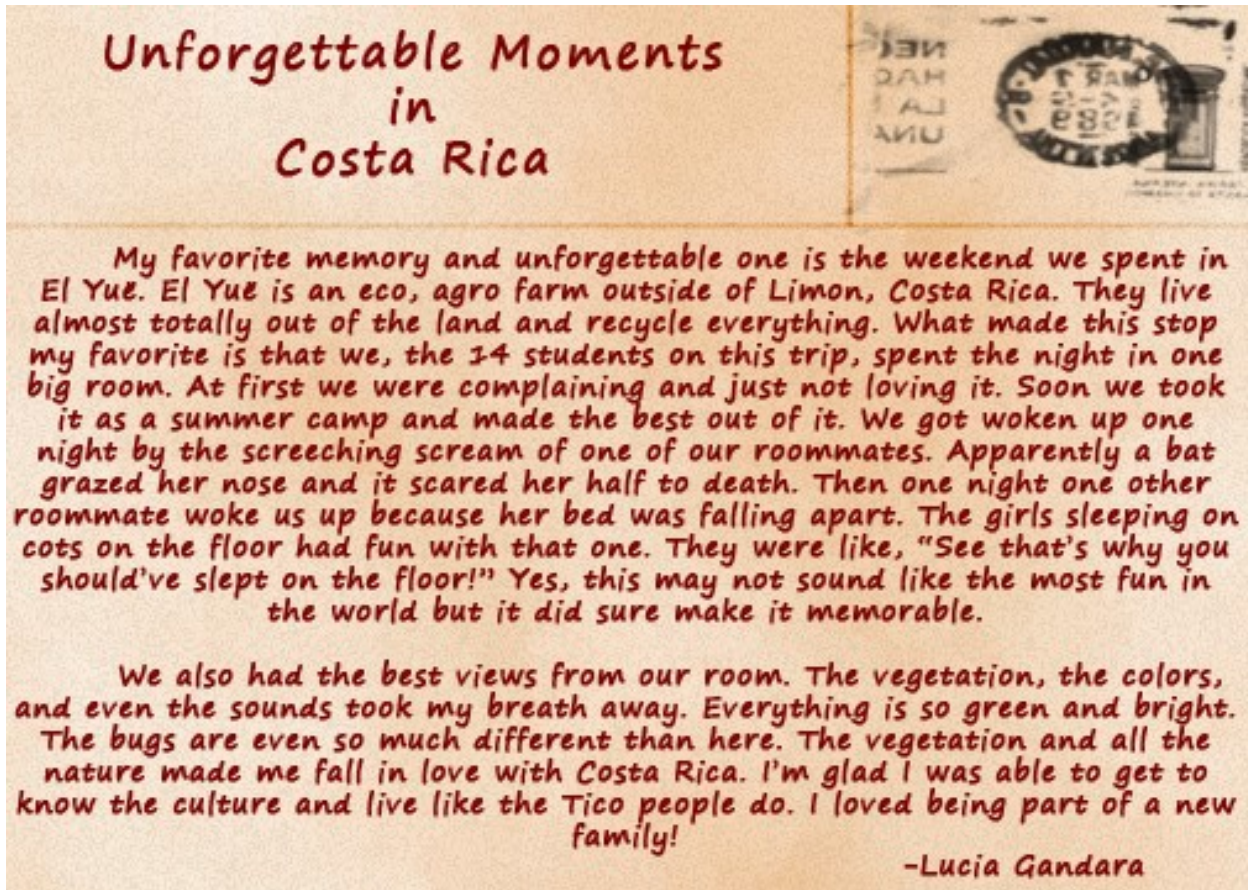 Unforgettable Moments
in
Costa Rica
NEC
HAC
LA
UNA
MAR
1989
My favorite memory and unforgettable one is the weekend we spent in
El Yuë. El Yuë is an eco, agro farm outside of Limon, Costa Rica. They live
almost totally out of the land and recycle everything. What made this stop
my favorite is that we, the 14 students on this trip, spent the night in one
big room. At first we were complaining and just not loving it. Soon we took
it as a summer camp and made the best out of it. We got woken up one
night by the screeching scream of one of our roommates. Apparently a bat
grazed her nose and it scared her half to death. Then one night one other
roommate woke us up because her bed was falling apart. The girls sleeping on
cots on the floor had fun with that one. They were like, “See that’s why you
should’ve slept on the floor!” Yes, this may not sound like the most fun in
the world but it did sure make it memorable.
We also had the best views from our room. The vegetation, the colors,
and even the sounds took my breath away. Everything is so green and bright.
The bugs are even so much different than here. The vegetation and all the
nature made me fall in love with Costa Rica. I’m glad I was able to get to
know the culture and live like the Tico people do. I loved being part of a new
family!
-Lucia Gandara